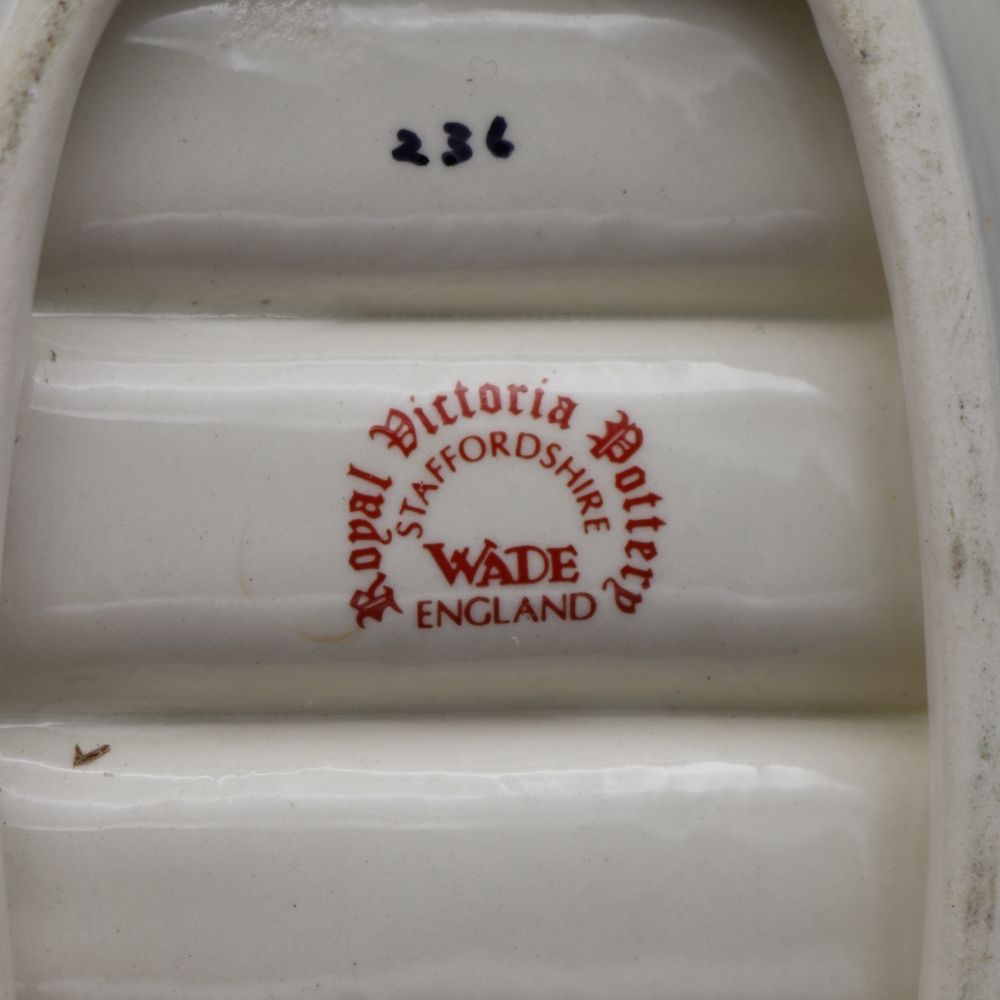 236
Royal Victoria Pottery
STAFFORDSHIRE
WADE
ENGLAND